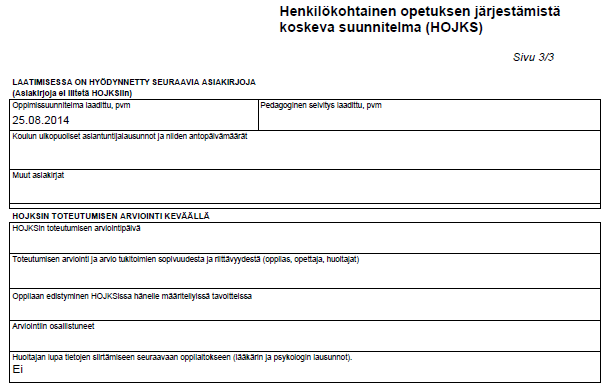 Henkilökohtainen opetuksen järjestämistä
koskeva suunnitelma (HOJKS)
Sivu 3/3
LAATIMISESSA ON HYÖDYNNETTY SEURAAVIA ASIAKIRJOJA
(Asiakirjoja ei liitetä HOJKSiin)
Oppimissuunnitelma laadittu, pvm
Pedagoginen selvitys laadittu, pvm
25.08.2014
Koulun ulkopuoliset asiantuntijalausunnot ja niiden antopäivämäärät
Muut asiakirjat
HOJKSIN TOTEUTUMISEN ARVIOINTI KEVÄÄLLÄ
HOJKSin toteutumisen arviointipäivä
Toteutumisen arviointi ja arvio tukitoimien sopivuudesta ja riittävyydestä (oppilas, opettaja, huoltajat)
Oppilaan edistyminen HOJKSissa hänelle määritellyissä tavoitteissa
Arviointiin osallistuneet
Huoltajan lupa tietojen siirtämiseen seuraavaan oppilaitokseen (lääkärin ja psykologin lausunnot).
Ei